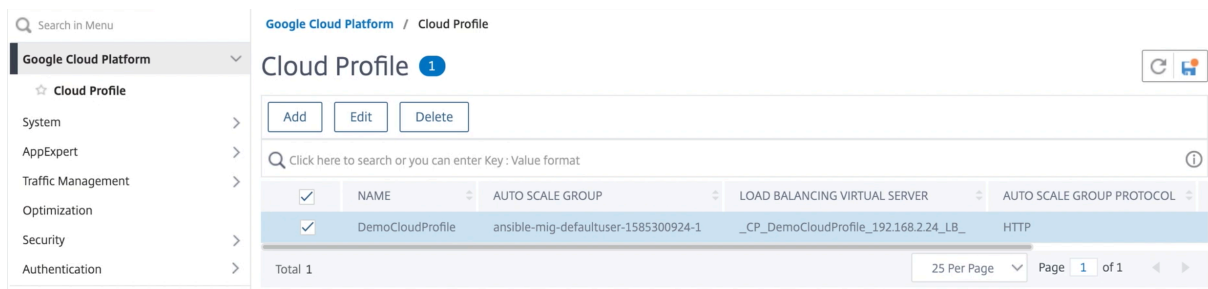 Search in Menu
Google Cloud Platform
Cloud Profile
System
AppExpert
Traffic Management
Optimization
Security
Authentication
Google Cloud Platform / Cloud Profile
Cloud Profile 1
Add Edit Delete
Click here to search or you can enter Key : Value format
NAME AUTO SCALE GROUP LOAD BALANCING VIRTUAL SERVER AUTO SCALE GROUP PROTOCOL
DemoCloudProfile ansible-mig-defaultuser-1585300924-1 _CP_DemoCloudProfile_192.168.2.24_LB_ HTTP
Total 1 25 Per Page Page 1 of 1